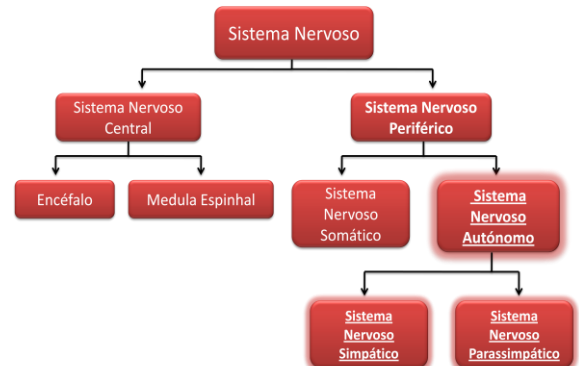 Sistema Nervoso
Sistema Nervoso
Central
Sistema Nervoso
Periférico
Encéfalo
Medula Espinhal
Sistema
Nervoso
Somático
Sistema
Nervoso
Autónomo
Sistema
Nervoso
Simpático
Sistema
Nervoso
Parassimpático